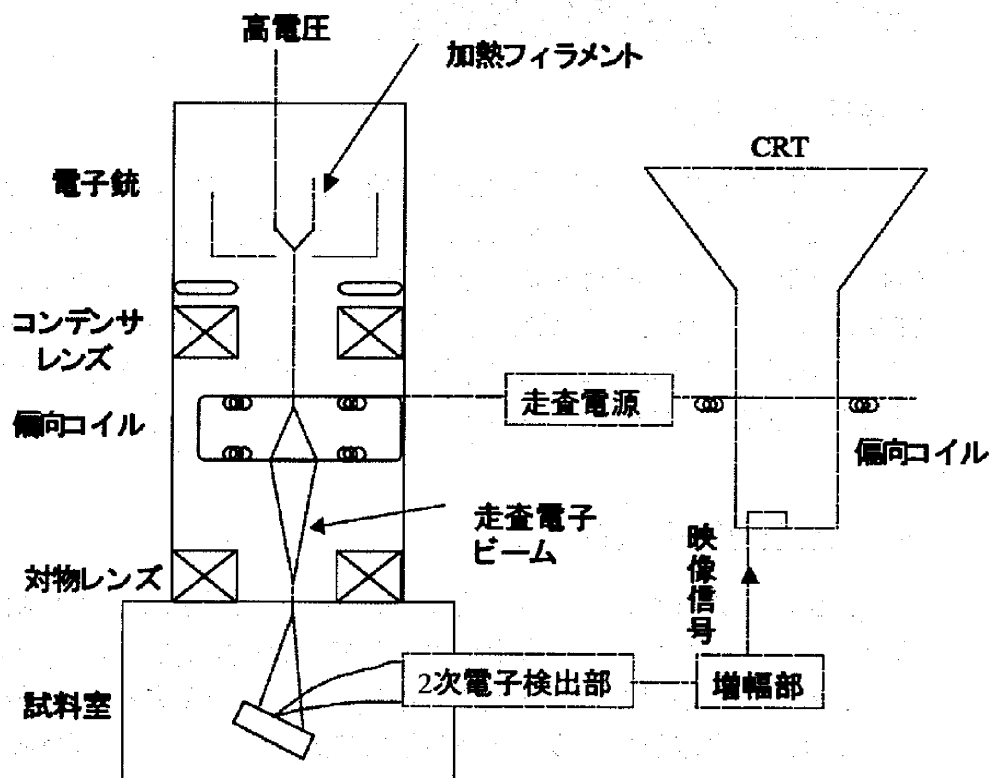 高電圧
加熱フィラメント
電子銃
CRT
コンデンサ
レンズ
走査電源
偏向コイル
偏向コイル
走査電子
ビーム
映像信号
対物レンズ
2次電子検出部
増幅部
試料室